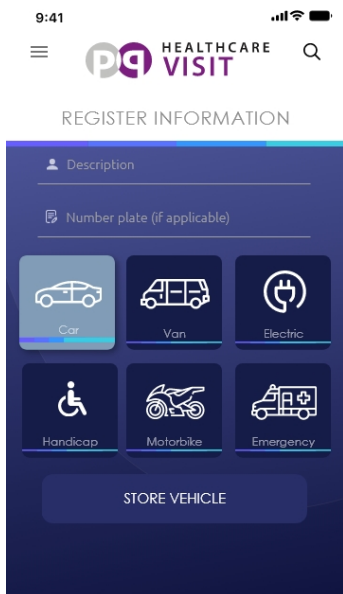 9:41
pq HEALTHCARE
VISIT
REGISTER INFORMATION
Description
Number plate (if applicable)
Car
Van
Electric
Handicap
Motorbike
Emergency
STORE VEHICLE